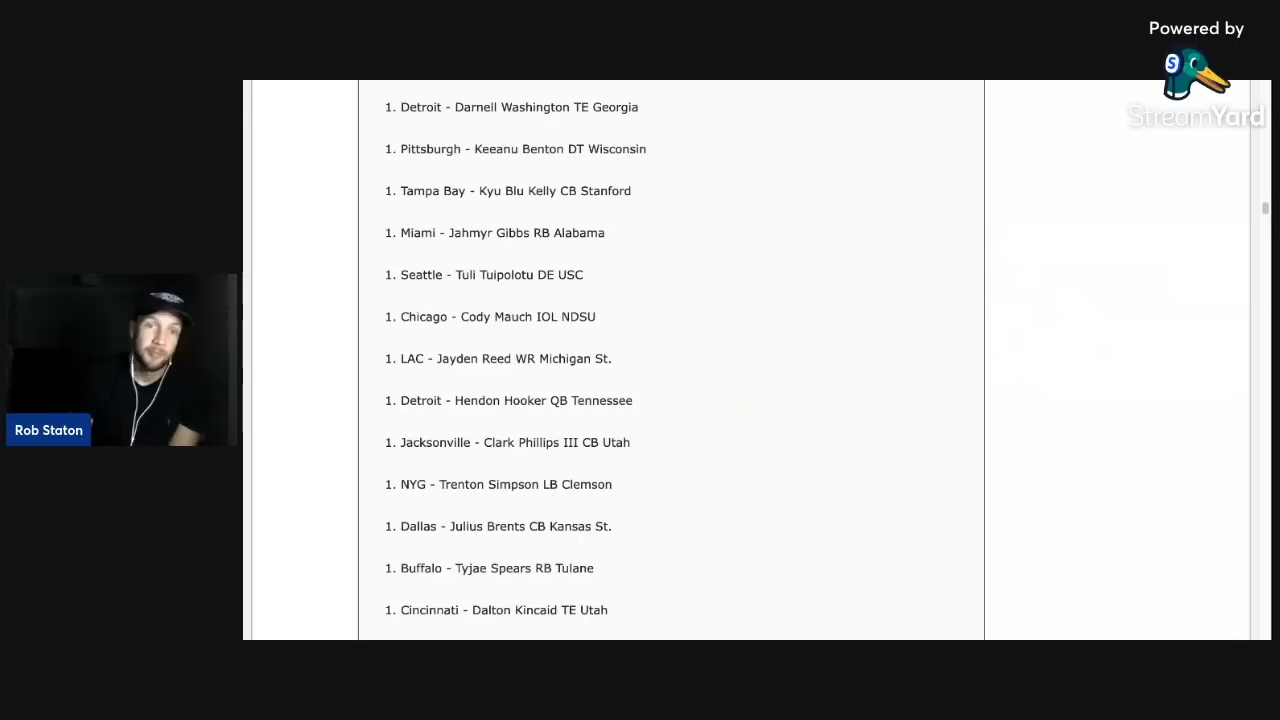 Powered by
S
StreamYard
1. Detroit - Darnell Washington TE Georgia
1. Pittsburgh - Keeanu Benton DT Wisconsin
1. Tampa Bay - Kyu Blu Kelly CB Stanford
1. Miami - Jahmyr Gibbs RB Alabama
1. Seattle - Tuli Tuipolotu DE USC
1. Chicago - Cody Mauch IOL NDSU
1. LAC - Jayden Reed WR Michigan St.
1. Detroit - Hendon Hooker QB Tennessee
1. Jacksonville - Clark Phillips III CB Utah
1. NYG - Trenton Simpson LB Clemson
1. Dallas - Julius Brents CB Kansas St.
1. Buffalo - Tyjae Spears RB Tulane
1. Cincinnati - Dalton Kincaid TE Utah
Rob Staton